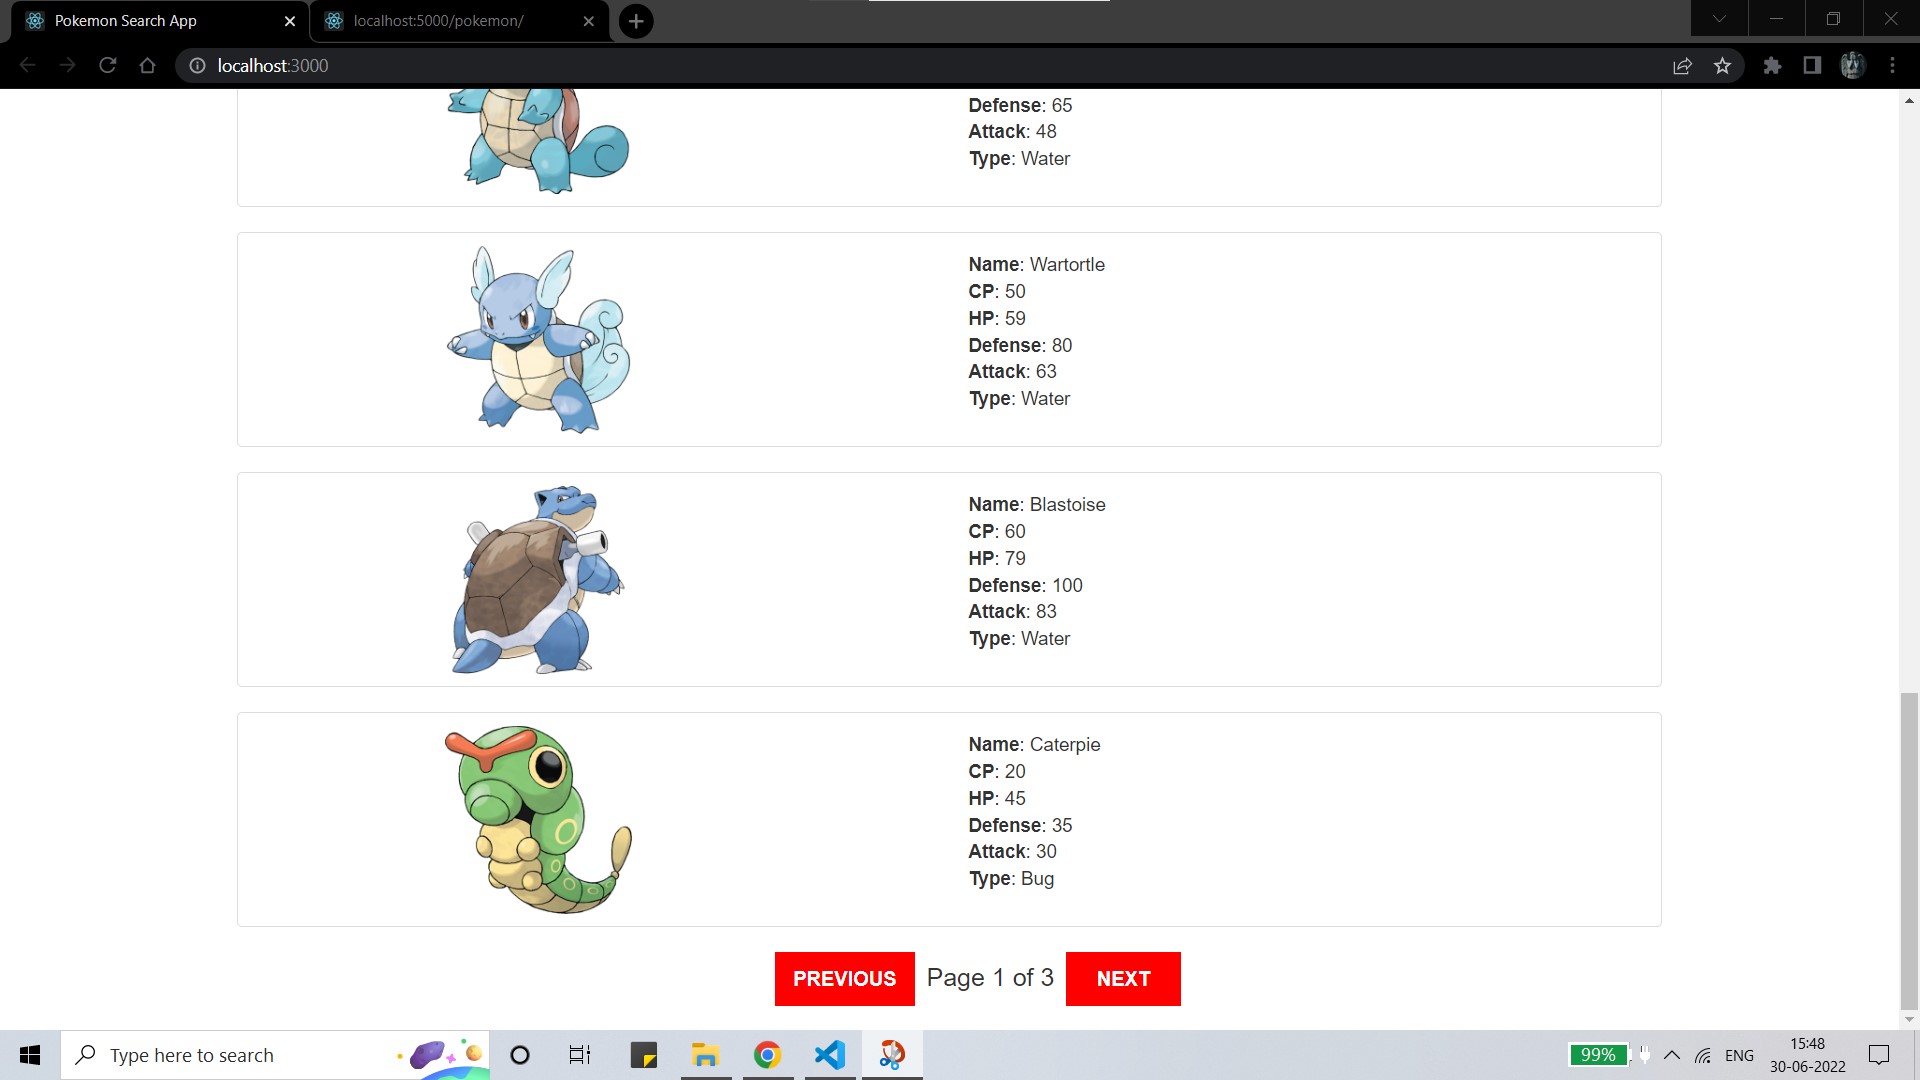 Pokemon Search App
localhost:5000/pokemon/
localhost:3000
Defense: 65
Attack: 48
Type: Water
Name: Wartortle
CP: 50
HP: 59
Defense: 80
Attack: 63
Type: Water
Name: Blastoise
CP: 60
HP: 79
Defense: 100
Attack: 83
Type: Water
Name: Caterpie
CP: 20
HP: 45
Defense: 35
Attack: 30
Type: Bug
PREVIOUS Page 1 of 3 NEXT
Type here to search
99%
ENG
15:48
30-06-2022